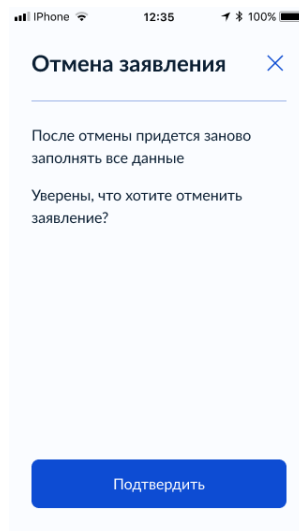 iPhone 12:35 100%
Отмена заявления
После отмены придется заново
заполнять все данные
Уверены, что хотите отменить
заявление?
Подтвердить